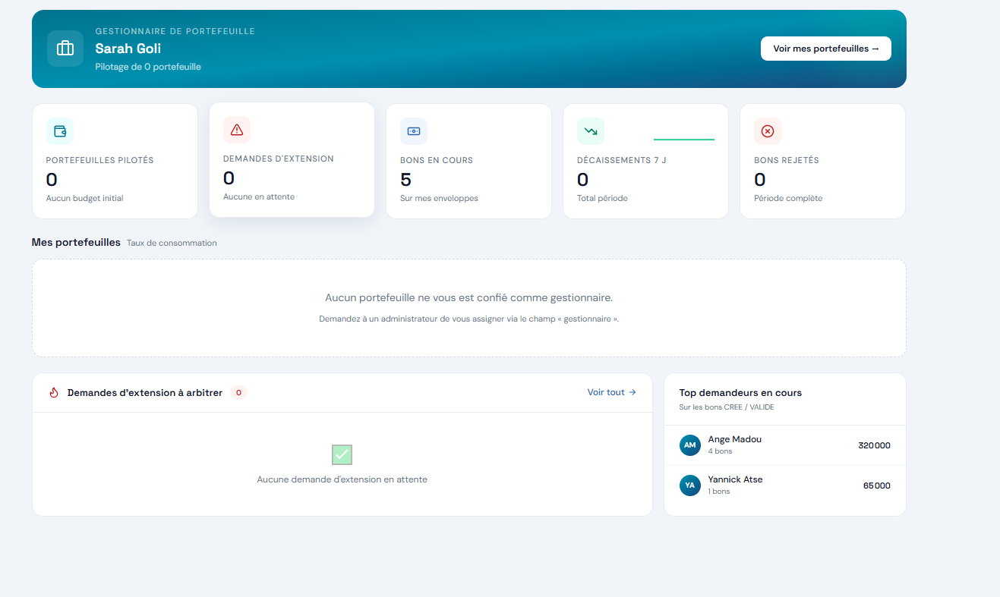 GESTIONNAIRE DE PORTEFEUILLE
Sarah Goli
Pilotage de 0 portefeuille
Voir mes portefeuilles →
PORTEFEUILLES PILOTÉS
0
Aucun budget initial
DEMANDES D'EXTENSION
0
Aucune en attente
BONS EN COURS
5
Sur mes enveloppes
DÉCAISSEMENTS 7 J
0
Total période
BONS REJETÉS
0
Période complète
Mes portefeuilles Taux de consommation
Aucun portefeuille ne vous est confié comme gestionnaire.
Demandez à un administrateur de vous assigner via le champ « gestionnaire ».
Demandes d'extension à arbitrer 0
Voir tout →
Aucune demande d'extension en attente
Top demandeurs en cours
Sur les bons CREE / VALIDE
AM
Ange Madou
4 bons
320 000
YA
Yannick Atse
1 bons
65 000